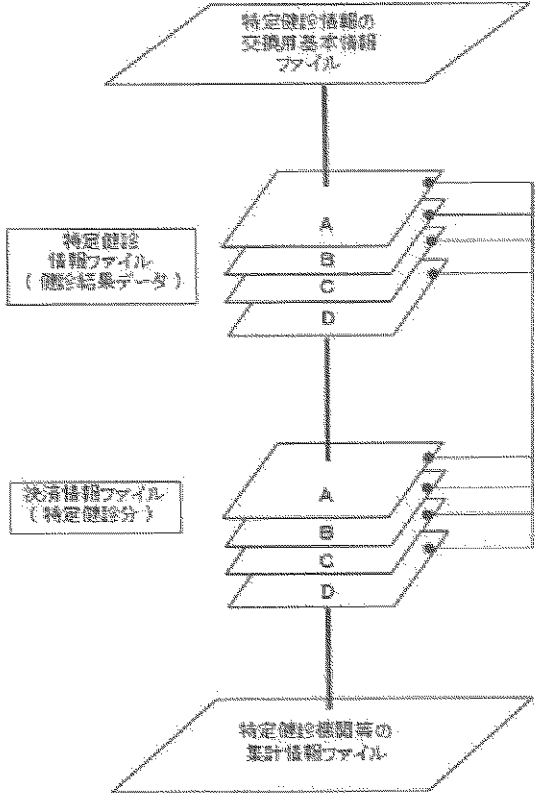 特定健診情報の
交換用基本情報
ファイル
A
B
C
D
特定健診
情報ファイル
(健診結果データ)
A
B
C
D
決済情報ファイル
(特定健診分)
特定健診機関等の
集計情報ファイル